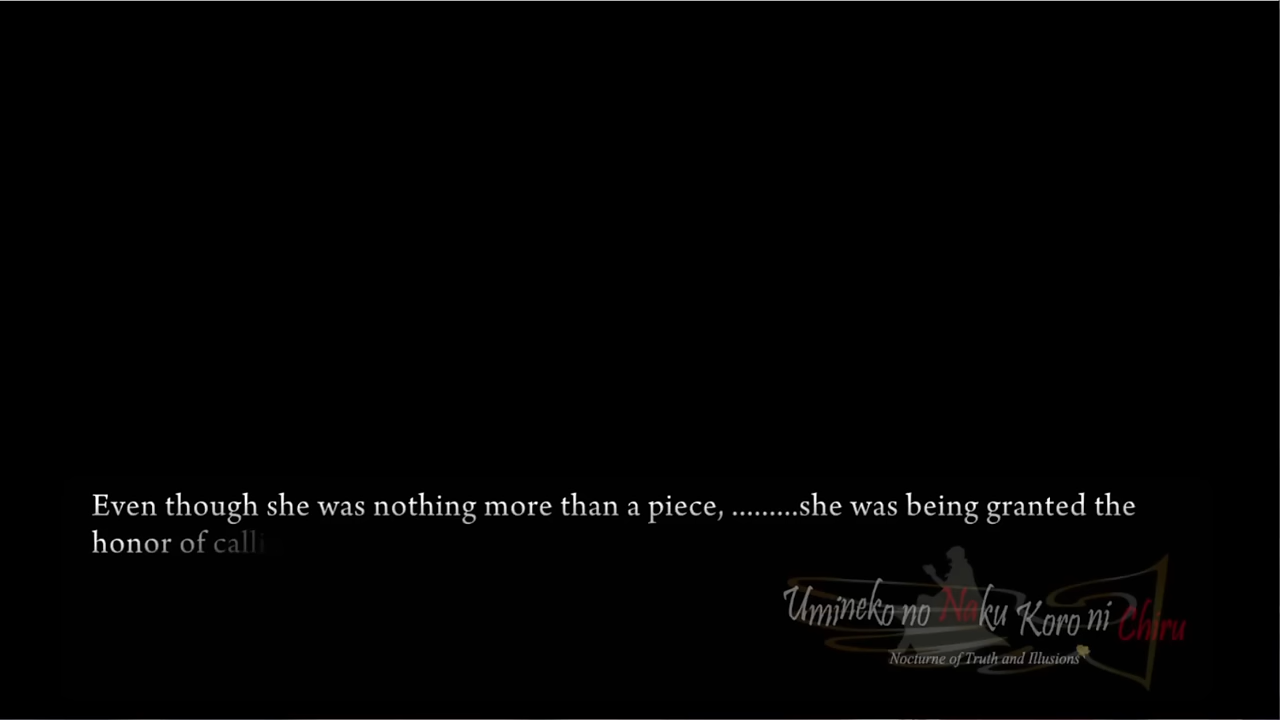 Even though she was nothing more than a piece, .........she was being granted the
honor of calli
Umineko no Naku Koro ni Chiru
Nocturne of Truth and Illusions